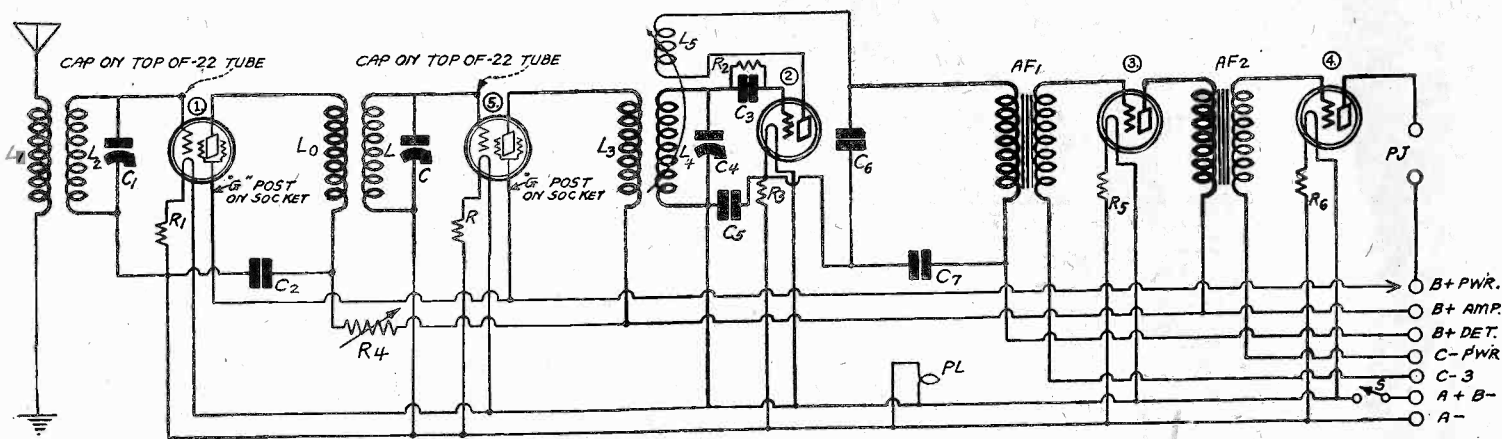 CAP ON TOP OF -22 TUBE
CAP ON TOP OF -22 TUBE
L5
R2
AF1
AF2
①
⑤
②
③
④
C3
L2
C1
L0
L
C
L3
L4
C4
C6
PJ
"G" POST
ON SOCKET
"G" POST
ON SOCKET
R1
R
C5
R3
R5
R6
C2
C7
R4
B+ PWR.
B+ AMP.
B+ DET.
C- PWR
C-3
PL
S
A+ B-
A-